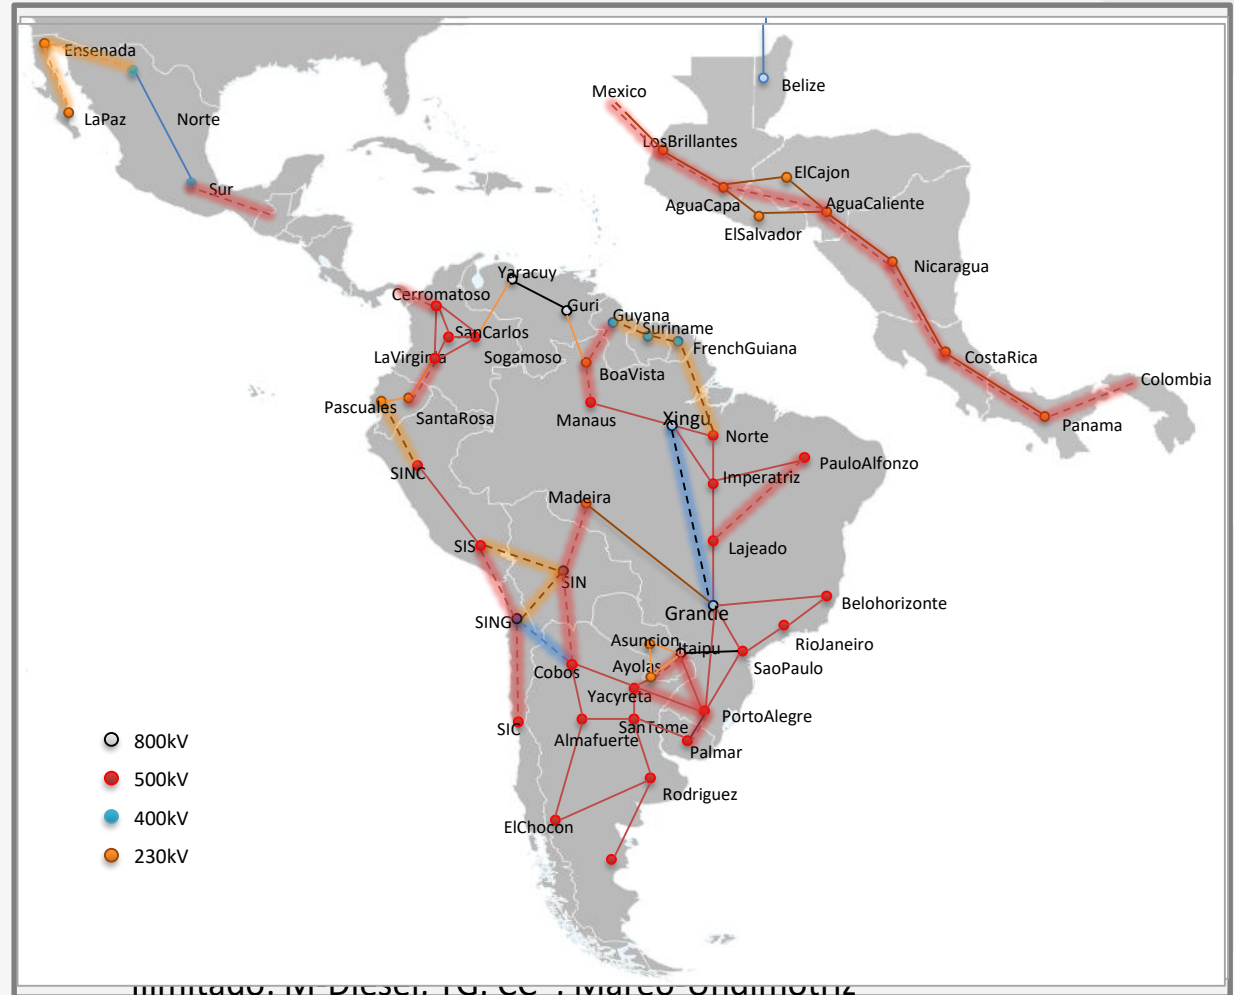 Ensenada
LaPaz
Norte
Sur
Belize
Mexico
LosBrillantes
ElCajon
AguaCapa
AguaCaliente
ElSalvador
Nicaragua
CostaRica
Colombia
Panama
Yaracuy
Cerromatoso
Guri
Guyana
SanCarlos
Suriname
LaVirginia
Sogamoso
FrenchGuiana
BoaVista
Pascuales
SantaRosa
Manaus
Xingu
Norte
SINC
Imperatriz
PauloAlfonzo
Madeira
SIS
Lajeado
SIN
SING
Grande
Belohorizonte
Asuncion
Itaipu
RioJaneiro
Cobos
Ayolas
SaoPaulo
Yacyreta
SIC
SanTome
PortoAlegre
Almafuerte
Palmar
800kV
500kV
Rodriguez
400kV
ElChocon
230kV